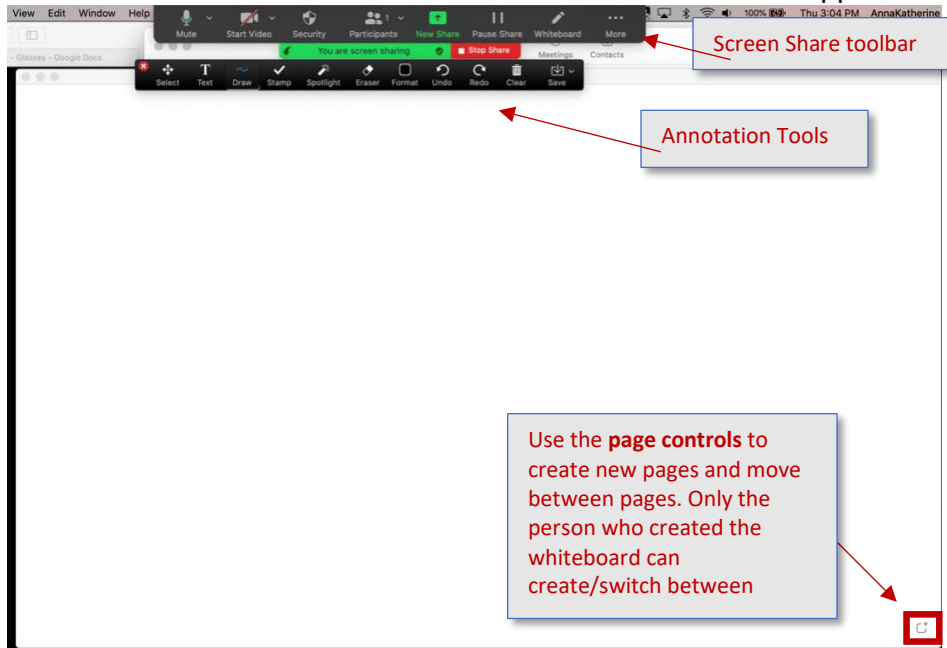 View Edit Window Help 100% Thu 3:04 PM AnnaKatherine
Mute Start Video Security Participants 1 New Share Pause Share Whiteboard More
Screen Share toolbar
- Glasses - Google Docs
You are screen sharing Stop Share
Meetings Contacts
Select Text Draw Stamp Spotlight Eraser Format Undo Redo Clear Save
Annotation Tools
Use the page controls to
create new pages and move
between pages. Only the
person who created the
whiteboard can
create/switch between